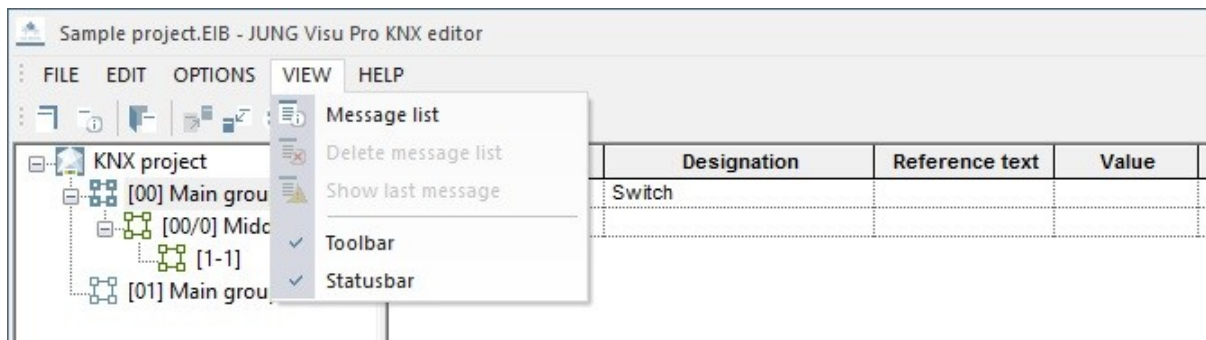 Sample project.EIB - JUNG Visu Pro KNX editor
FILE EDIT OPTIONS VIEW HELP
Message list
Delete message list
Show last message
Toolbar
Statusbar
KNX project
[00] Main grou
[00/0] Midd
[1-1]
[01] Main grou
Designation Reference text Value
Switch